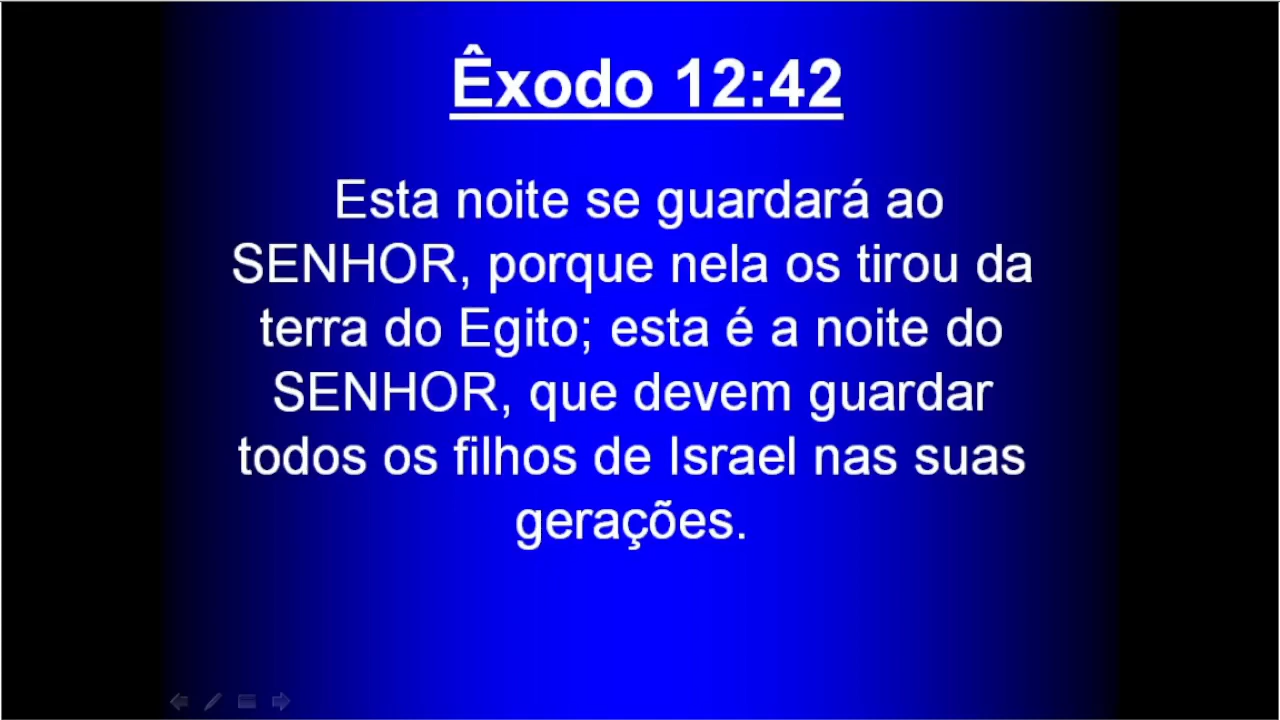 Êxodo 12:42
Esta noite se guardará ao
SENHOR, porque nela os tirou da
terra do Egito; esta é a noite do
SENHOR, que devem guardar
todos os filhos de Israel nas suas
gerações.